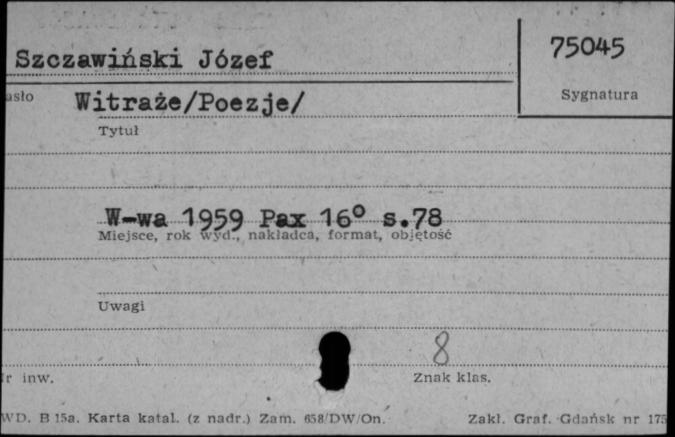 Szczawiński Józef
75045
asło
Witraże/Poezje/
Sygnatura
Tytuł
W-wa 1959 Pax 16° s.78
Miejsce, rok wyd., nakładca, format, objętość
Uwagi
8
r inw.
Znak klas.
WD. B 15a. Karta katal. (z nadr.) Zam. 658/DW/On.
Zakł. Graf. Gdańsk nr 175